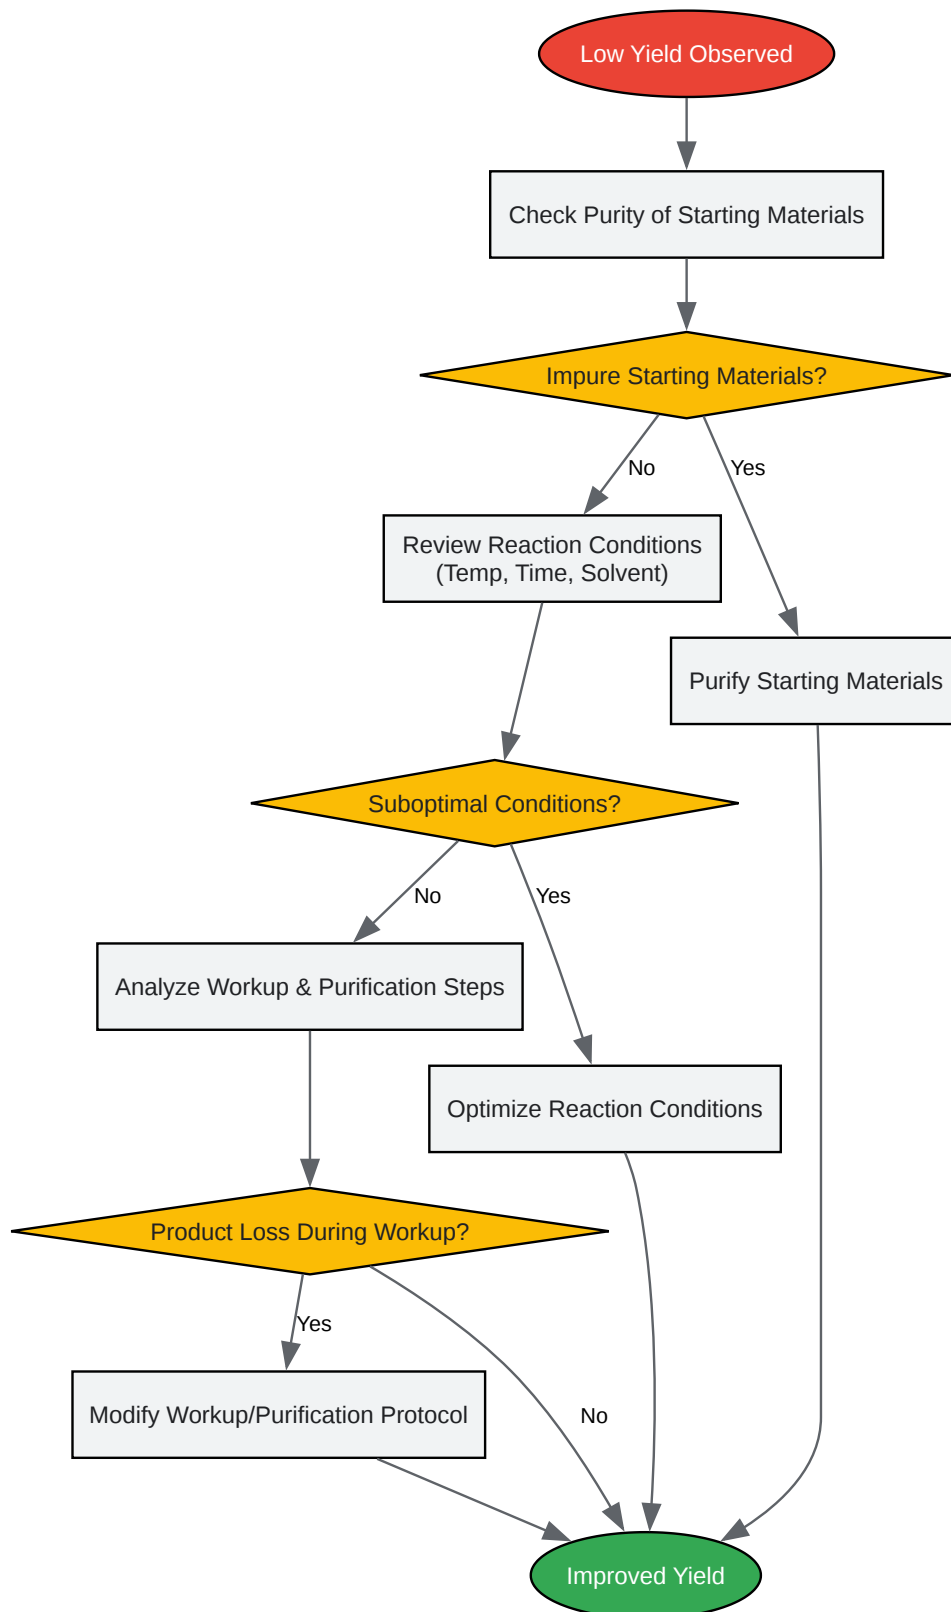 Low Yield Observed
Check Purity of Starting Materials
Impure Starting Materials?
No
Yes
Review Reaction Conditions
(Temp, Time, Solvent)
Purify Starting Materials
Suboptimal Conditions?
No
Yes
Analyze Workup & Purification Steps
Optimize Reaction Conditions
Product Loss During Workup?
Yes
Modify Workup/Purification Protocol
No
Improved Yield